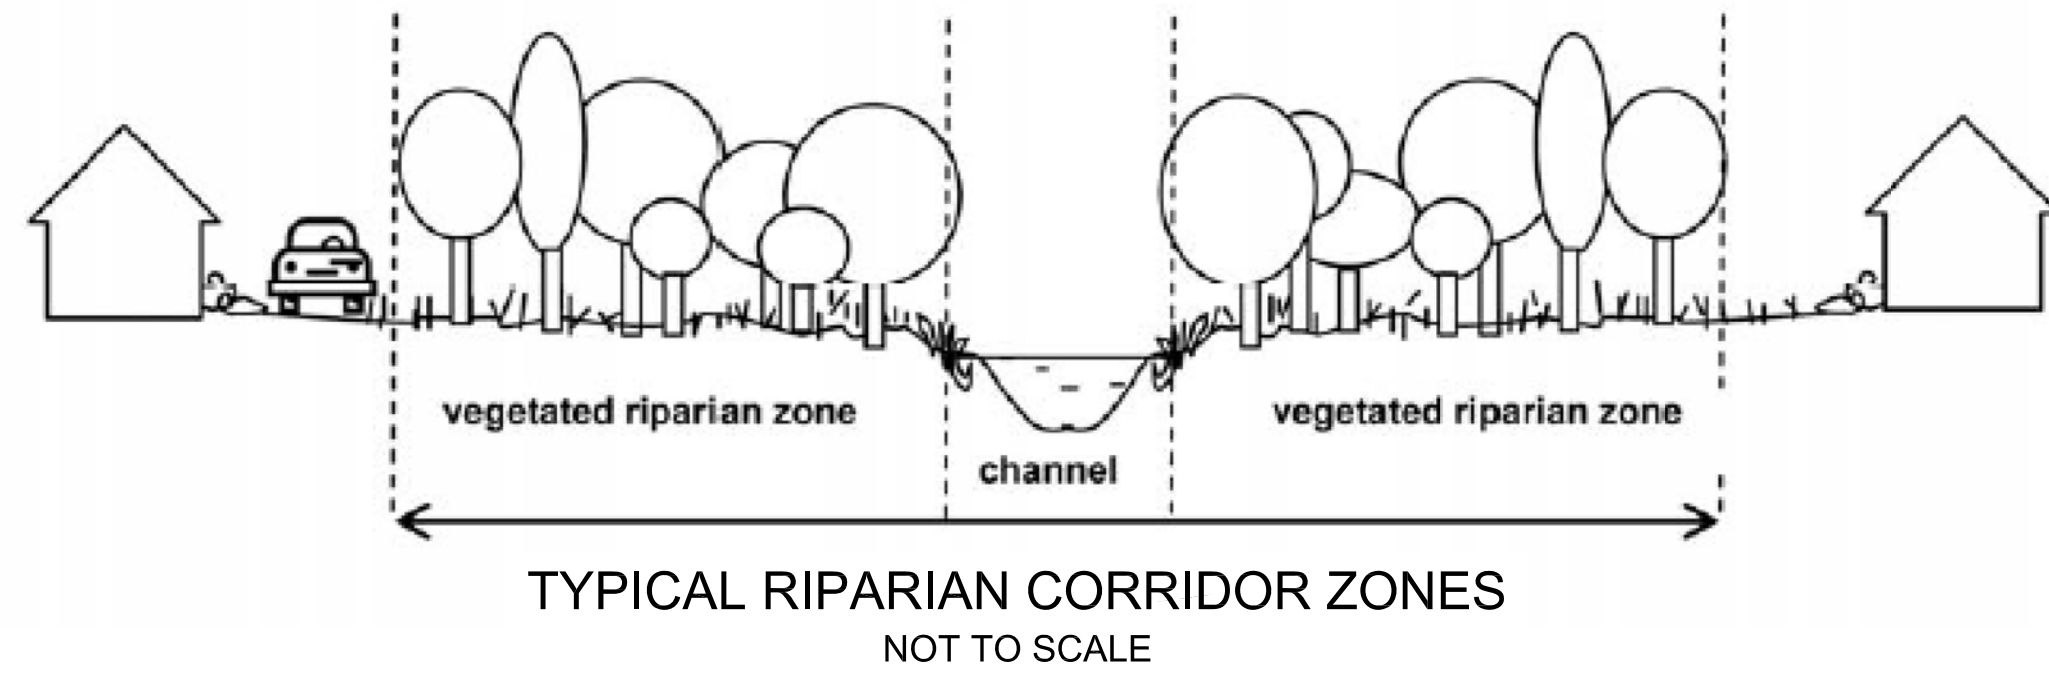 vegetated riparian zone
vegetated riparian zone
channel
TYPICAL RIPARIAN CORRIDOR ZONES
NOT TO SCALE